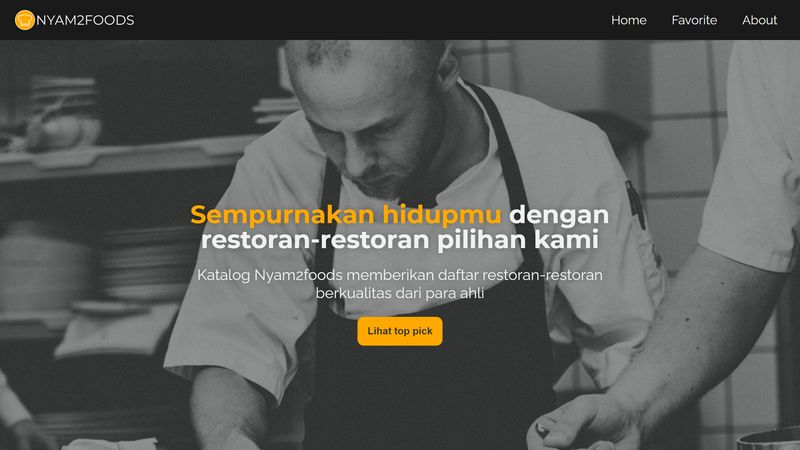 NYAM2FOODS
Home
Favorite
About
Sempurnakan hidupmu dengan
restoran-restoran pilihan kami
Katalog Nyam2foods memberikan daftar restoran-restoran
berkualitas dari para ahli
Lihat top pick